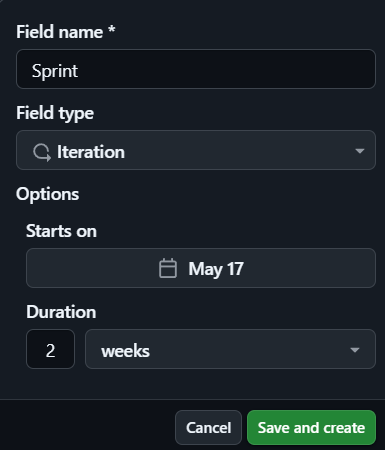 Field name *
Sprint
Field type
Iteration
Options
Starts on
May 17
Duration
2 weeks
Cancel Save and create